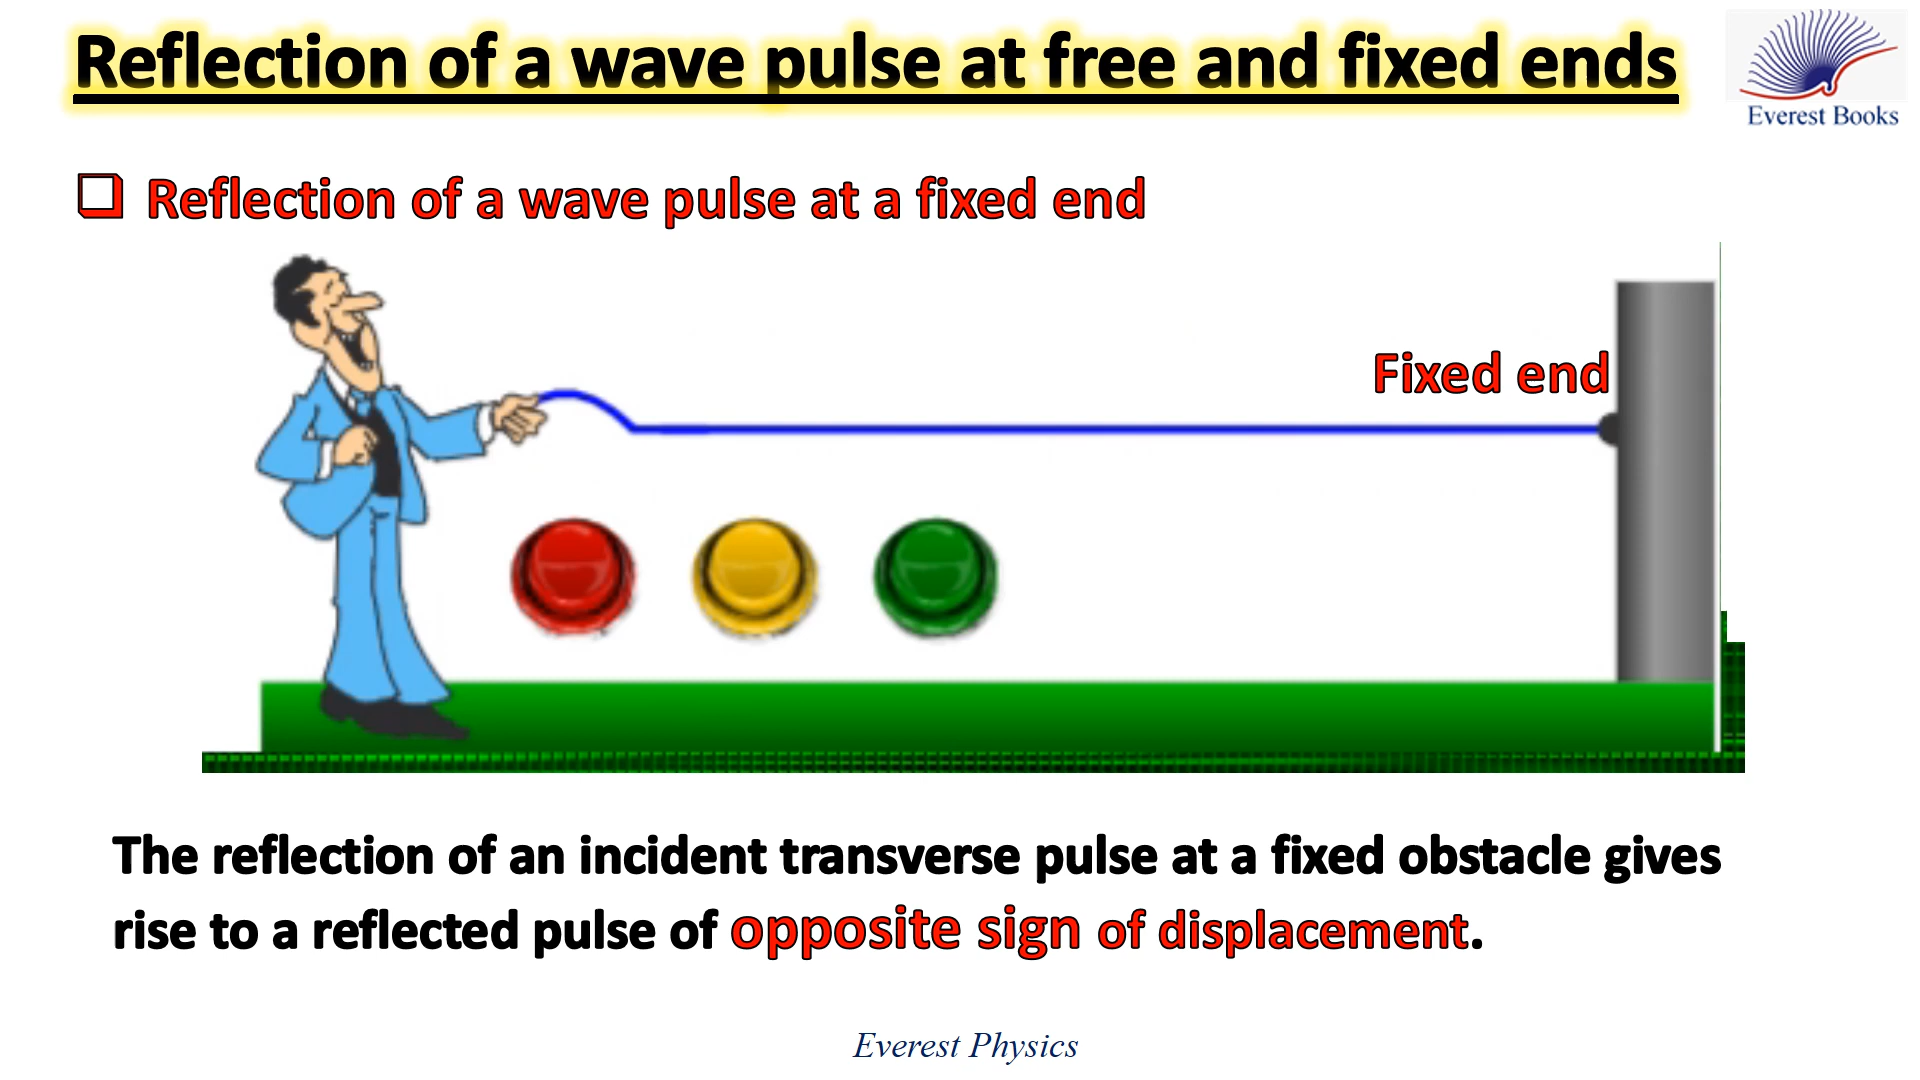 Reflection of a wave pulse at free and fixed ends
Everest Books
❑ Reflection of a wave pulse at a fixed end
Fixed end
The reflection of an incident transverse pulse at a fixed obstacle gives
rise to a reflected pulse of opposite sign of displacement.
Everest Physics